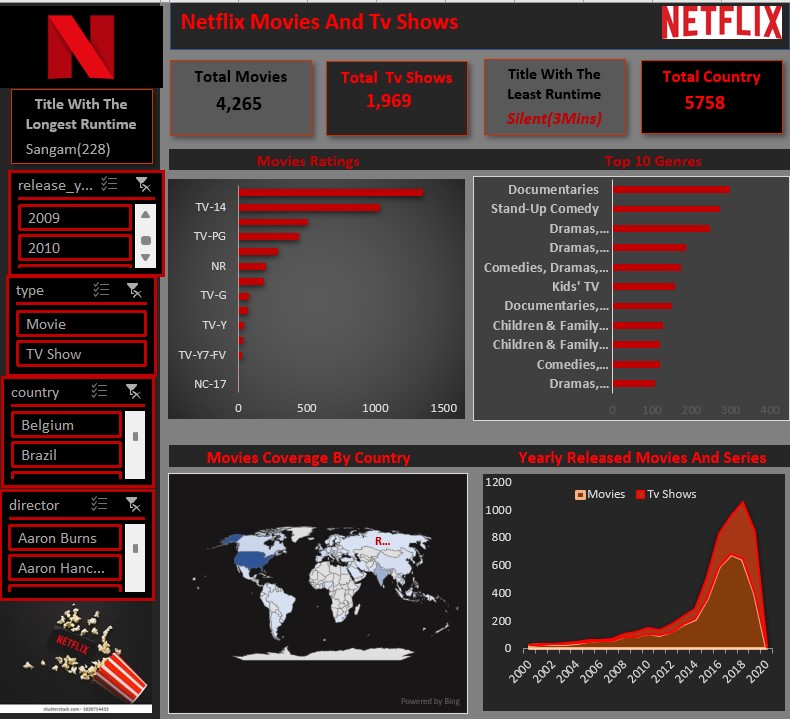 N
Netflix Movies And Tv Shows
NETFLIX
Title With The
Longest Runtime
Sangam(228)
Total Movies
4,265
Total Tv Shows
1,969
Title With The
Least Runtime
Silent(3Mins)
Total Country
5758
release_y...
2009
2010
type
Movie
TV Show
country
Belgium
Brazil
director
Aaron Burns
Aaron Hanc...
NETFLIX
shutterstock.com · 1928714433
Movies Ratings
TV-14
TV-PG
NR
TV-G
TV-Y
TV-Y7-FV
NC-17
0 500 1000 1500
Top 10 Genres
Documentaries
Stand-Up Comedy
Dramas,...
Dramas,...
Comedies, Dramas,...
Kids' TV
Documentaries,...
Children & Family...
Children & Family...
Comedies,...
Dramas,...
0 100 200 300 400
Movies Coverage By Country
R...
Powered by Bing
Yearly Released Movies And Series
Movies Tv Shows
1200
1000
800
600
400
200
0
2000 2002 2004 2006 2008 2010 2012 2014 2016 2018 2020